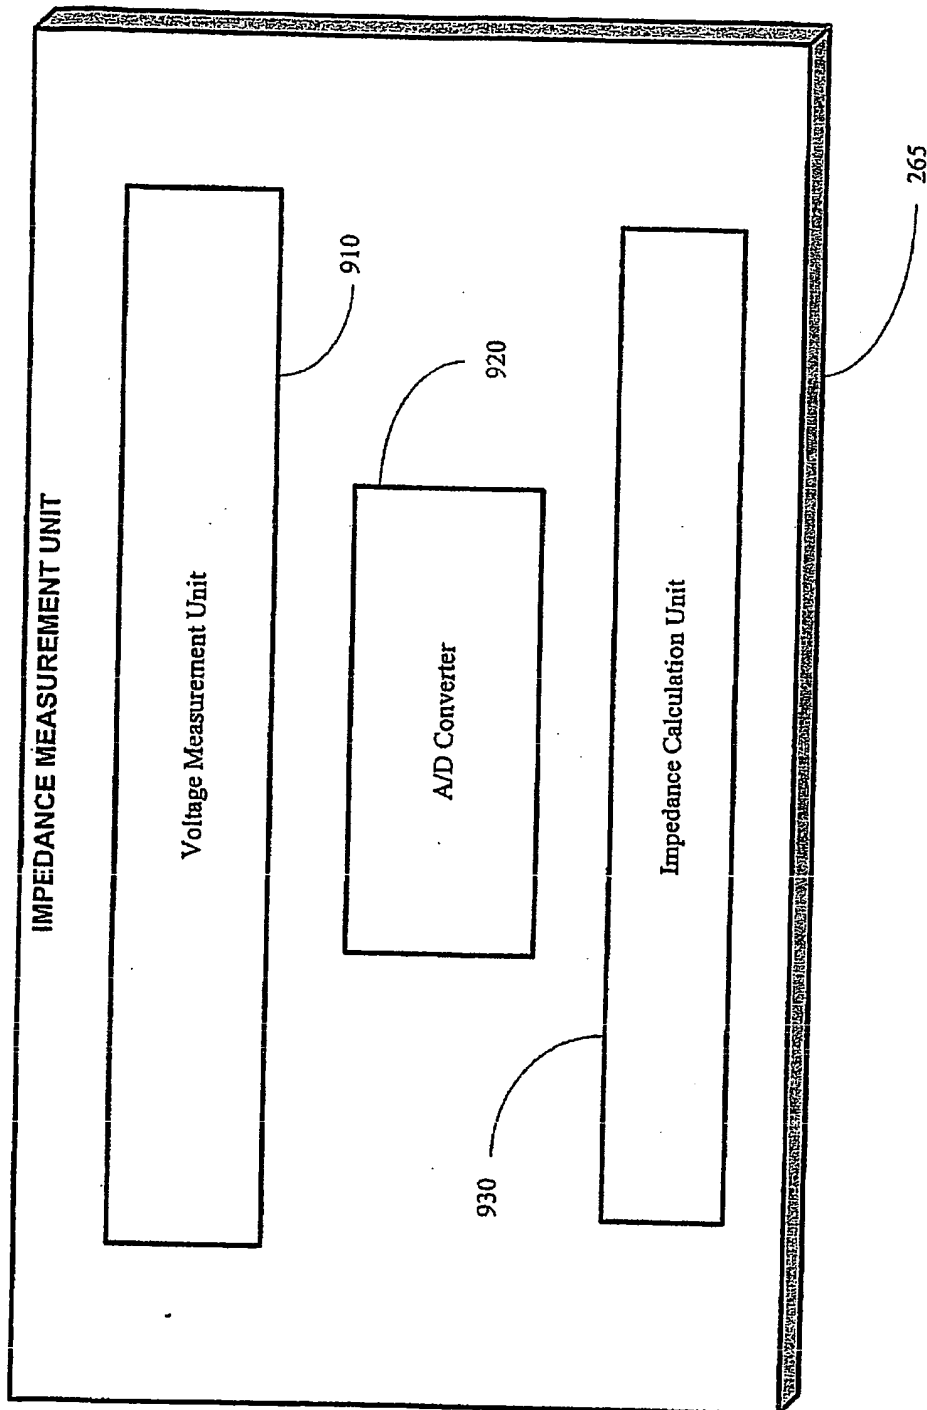 IMPEDANCE MEASUREMENT UNIT
Voltage Measurement Unit
910
A/D Converter
920
Impedance Calculation Unit
930
265